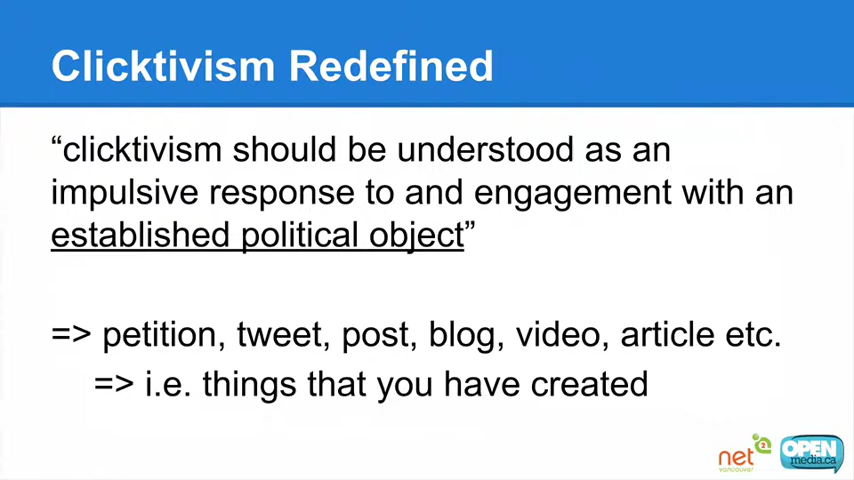 Clicktivism Redefined
“clicktivism should be understood as an
impulsive response to and engagement with an
established political object”
=> petition, tweet, post, blog, video, article etc.
=> i.e. things that you have created
net2
vancouver
OPEN
media.ca